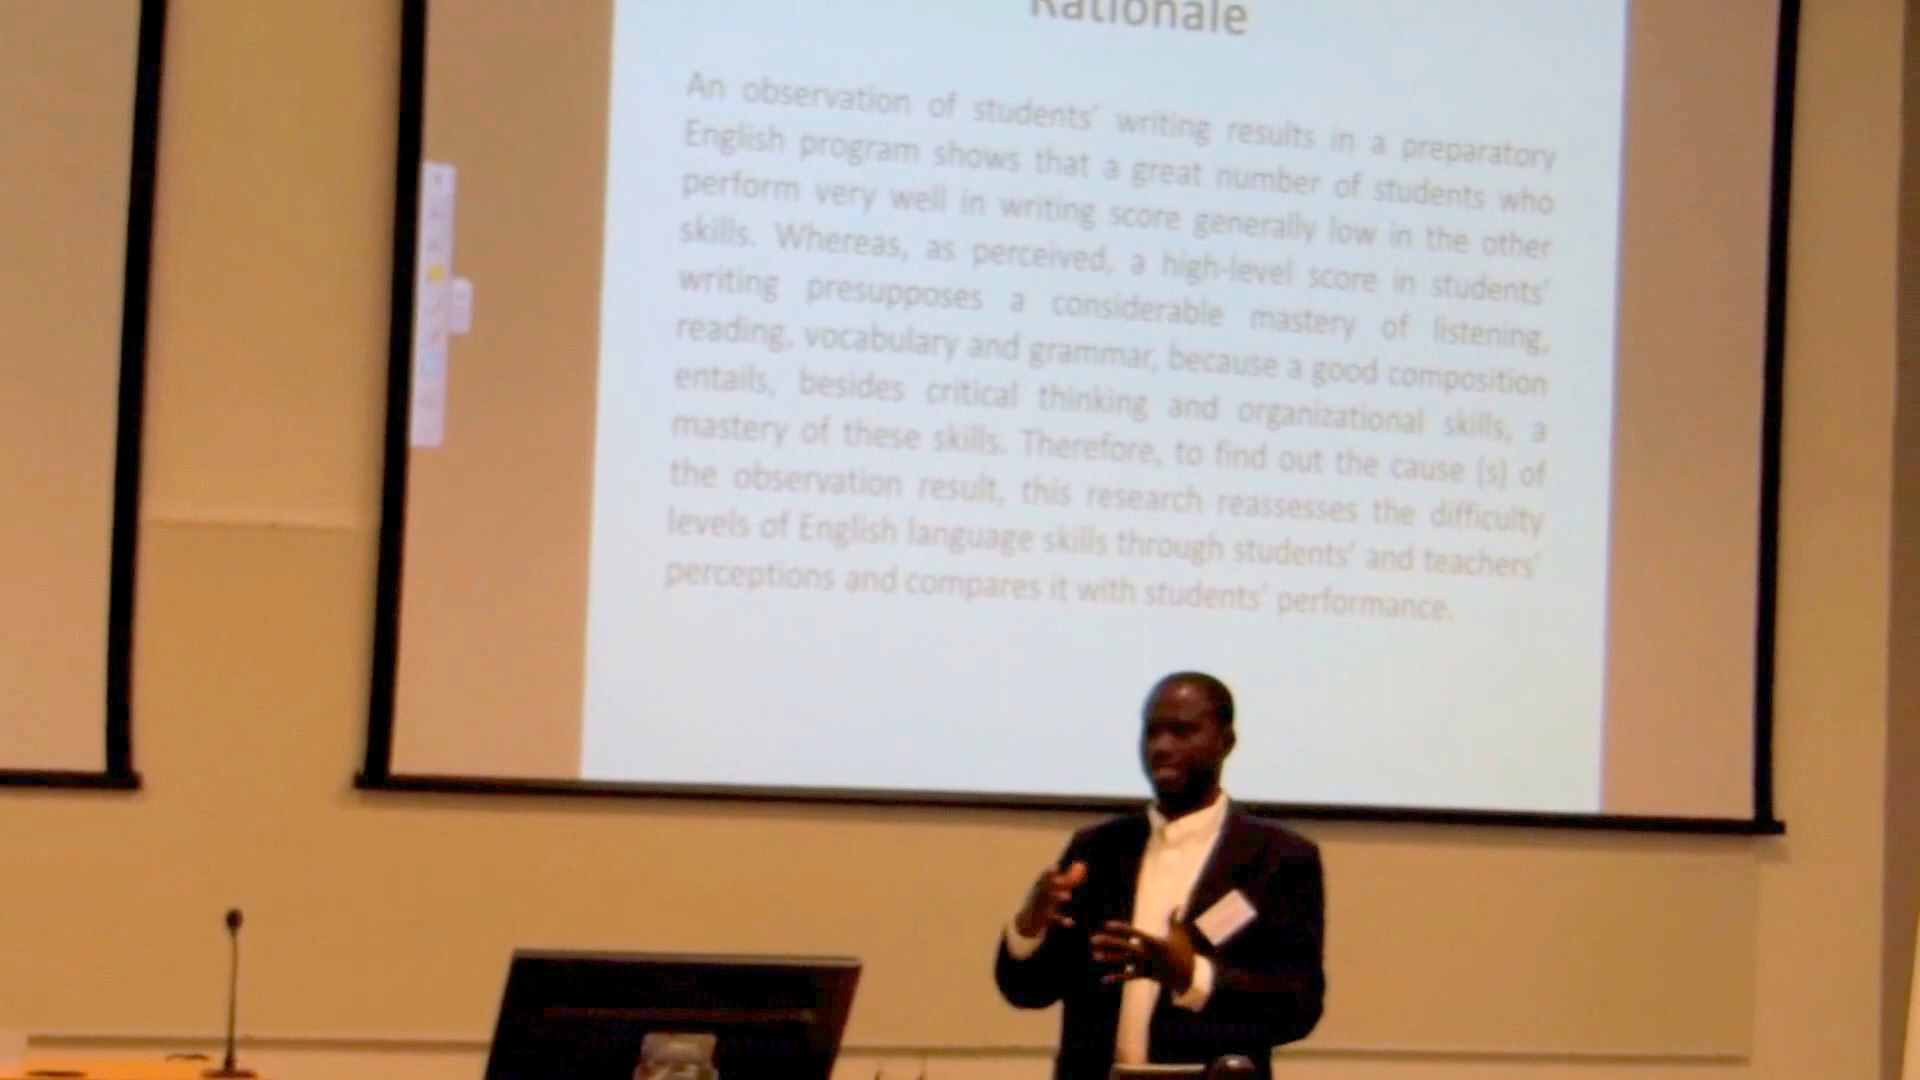 Rationale
An observation of students' writing results in a preparatory
English program shows that a great number of students who
perform very well in writing score generally low in the other
skills. Whereas, as perceived, a high-level score in students'
writing presupposes a considerable mastery of listening,
reading, vocabulary and grammar, because a good composition
entails, besides critical thinking and organizational skills, a
mastery of these skills. Therefore, to find out the cause (s) of
the observation result, this research reassesses the difficulty
levels of English language skills through students' and teachers'
perceptions and compares it with students' performance.